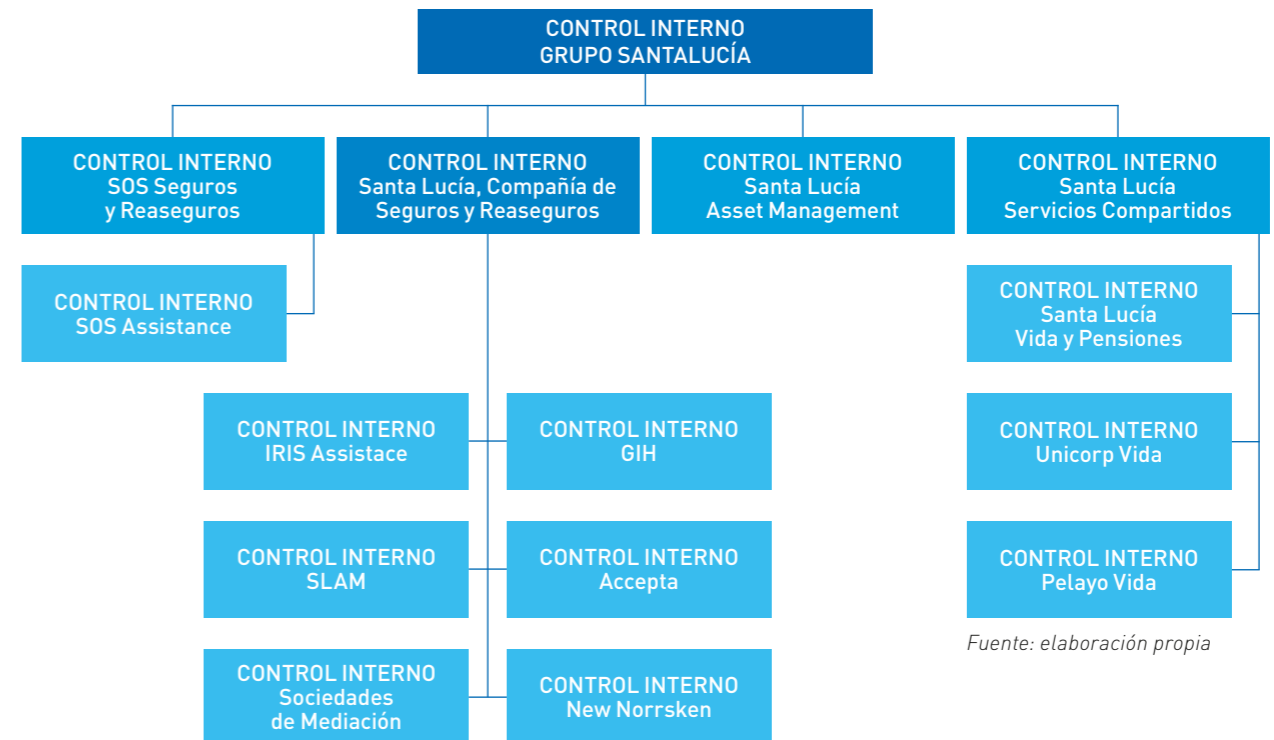 CONTROL INTERNO
GRUPO SANTALUCÍA
CONTROL INTERNO
SOS Seguros
y Reaseguros
CONTROL INTERNO
Santa Lucía, Compañía de
Seguros y Reaseguros
CONTROL INTERNO
Santa Lucía
Asset Management
CONTROL INTERNO
Santa Lucía
Servicios Compartidos
CONTROL INTERNO
SOS Assistance
CONTROL INTERNO
Santa Lucía
Vida y Pensiones
CONTROL INTERNO
IRIS Assistace
CONTROL INTERNO
GIH
CONTROL INTERNO
Unicorp Vida
CONTROL INTERNO
SLAM
CONTROL INTERNO
Accepta
CONTROL INTERNO
Pelayo Vida
Fuente: elaboración propia
CONTROL INTERNO
Sociedades
de Mediación
CONTROL INTERNO
New Norrsken